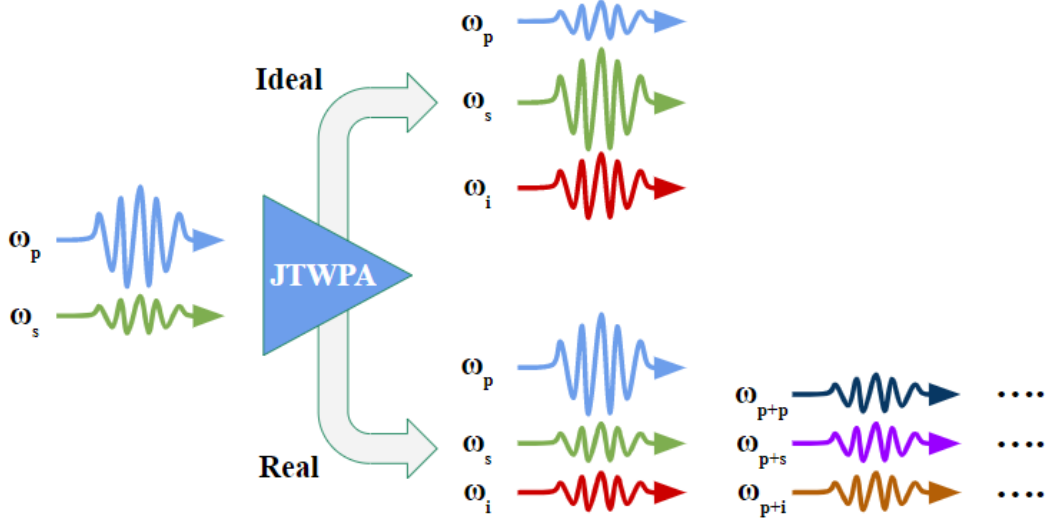 Ideal
ωp
ωs
ωi
ωp
ωs
JTWPA
Real
ωp
ωs
ωi
ωp+p ....
ωp+s ....
ωp+i ....